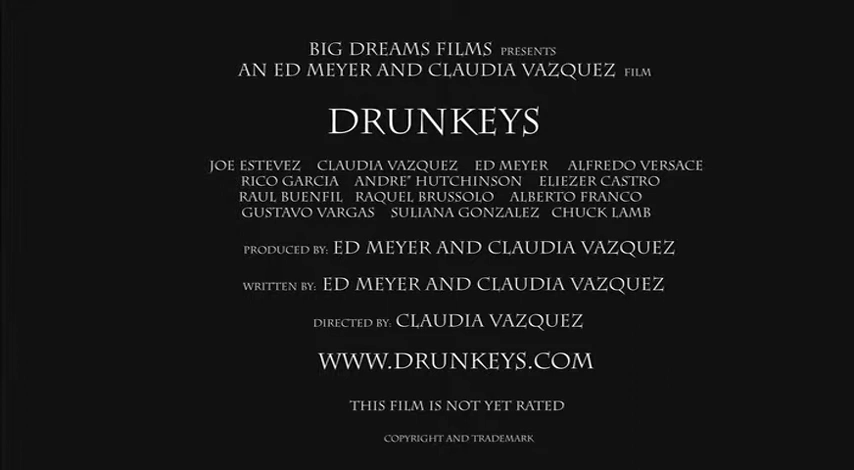 BIG DREAMS FILMS PRESENTS
AN ED MEYER AND CLAUDIA VAZQUEZ FILM
DRUNKEYS
JOE ESTEVEZ CLAUDIA VAZQUEZ ED MEYER ALFREDO VERSACE
RICO GARCIA ANDRE" HUTCHINSON ELIEZER CASTRO
RAUL BUENFIL RAQUEL BRUSSOLO ALBERTO FRANCO
GUSTAVO VARGAS SULIANA GONZALEZ CHUCK LAMB
PRODUCED BY: ED MEYER AND CLAUDIA VAZQUEZ
WRITTEN BY: ED MEYER AND CLAUDIA VAZQUEZ
DIRECTED BY: CLAUDIA VAZQUEZ
WWW.DRUNKEYS.COM
THIS FILM IS NOT YET RATED
COPYRIGHT AND TRADEMARK